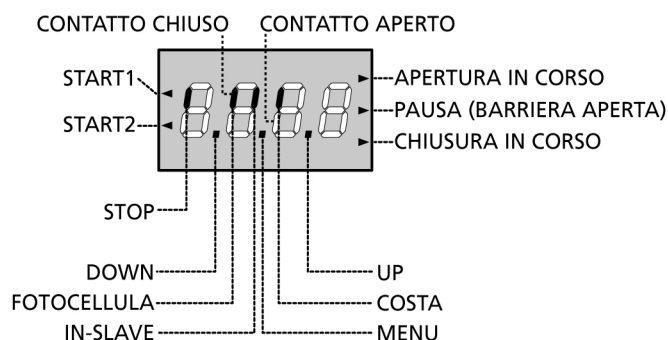 CONTATTO CHIUSO CONTATTO APERTO
START1 APERTURA IN CORSO
PAUSA (BARRIERA APERTA)
START2
CHIUSURA IN CORSO
STOP
DOWN UP
FOTOCELLULA COSTA
IN-SLAVE MENU